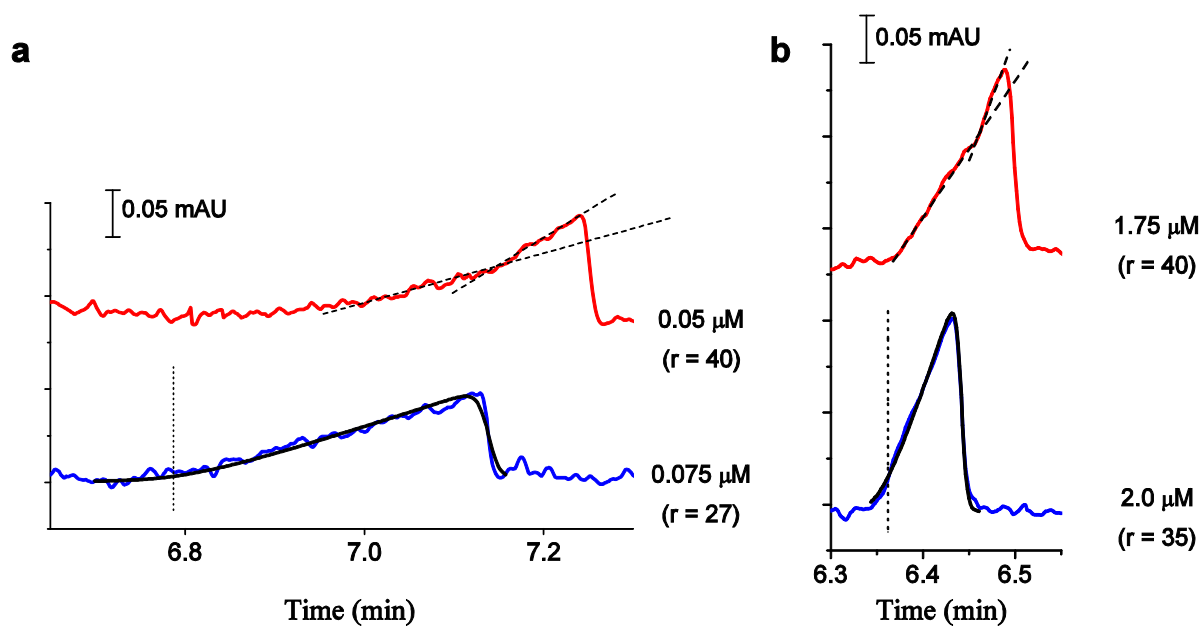 a
0.05 mAU
0.05 μM
(r = 40)
0.075 μM
(r = 27)
6.8 7.0 7.2
Time (min)
b
0.05 mAU
1.75 μM
(r = 40)
2.0 μM
(r = 35)
6.3 6.4 6.5
Time (min)